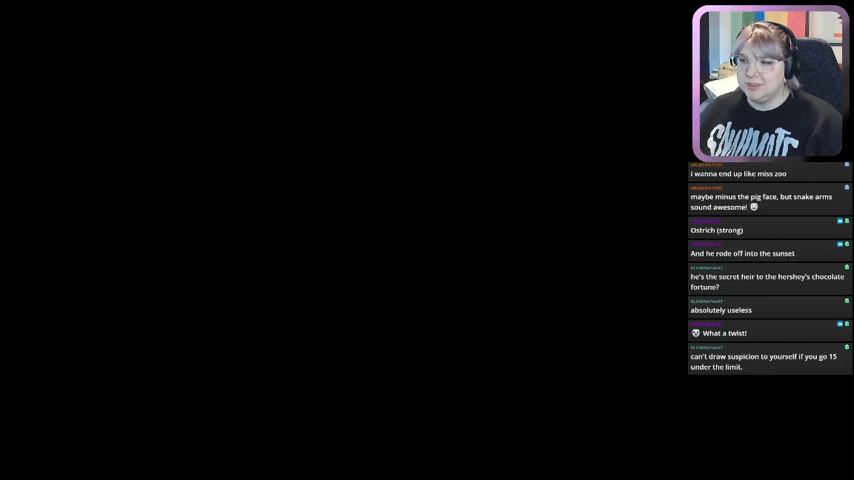 i wanna end up like miss zoo
maybe minus the pig face, but snake arms
sound awesome!
Ostrich (strong)
And he rode off into the sunset
he's the secret heir to the hershey's chocolate
fortune?
absolutely useless
What a twist!
can't draw suspicion to yourself if you go 15
under the limit.